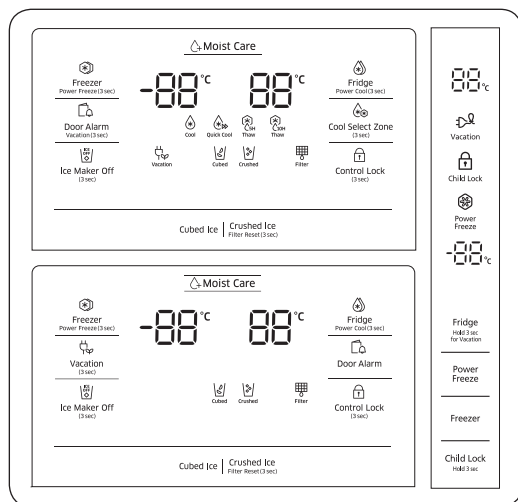 Moist Care
-88°C
88°C
Freezer
Power Freeze(3 sec)
Fridge
Power Cool(3 sec)
Door Alarm
Vacation(3 sec)
Cool
Quick Cool
5H
Thaw
10H
Thaw
Cool Select Zone
(3 sec)
ICE
OFF
Ice Maker Off
(3 sec)
Vacation
Cubed
Crushed
Filter
Control Lock
(3 sec)
Cubed Ice | Crushed Ice
Filter Reset(3 sec)
Moist Care
-88°C
88°C
Freezer
Power Freeze(3 sec)
Fridge
Power Cool(3 sec)
Vacation
(3 sec)
Door Alarm
ICE
OFF
Ice Maker Off
(3 sec)
Cubed
Crushed
Filter
Control Lock
(3 sec)
Cubed Ice | Crushed Ice
Filter Reset(3 sec)
88°C
Vacation
Child Lock
Power
Freeze
-88°C
Fridge
Hold 3 sec
for Vacation
Power
Freeze
Freezer
Child Lock
Hold 3 sec